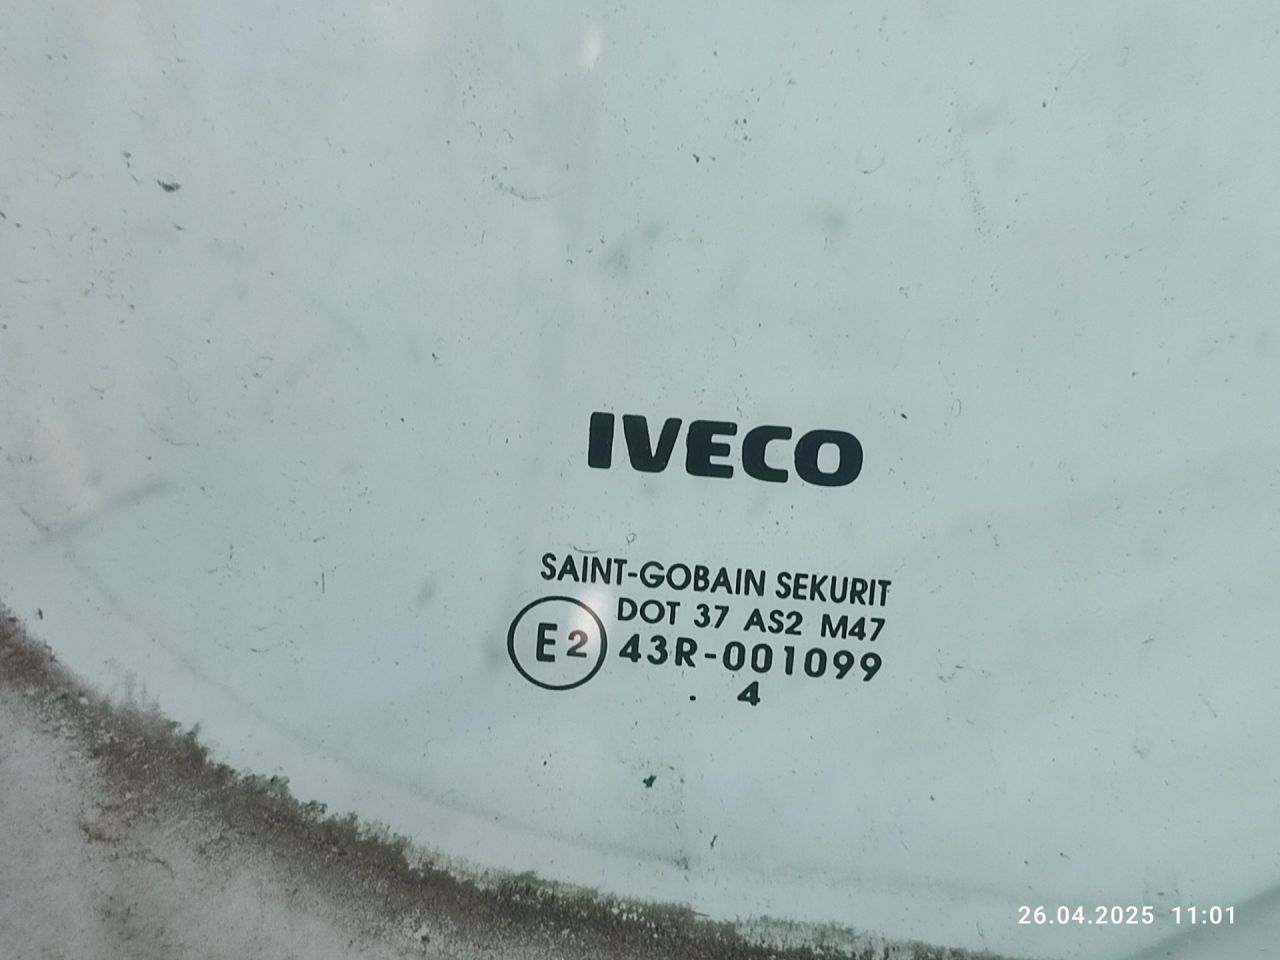 IVECO
SAINT-GOBAIN SEKURIT
DOT 37 AS2 M47
E2 43R-001099
. 4
26.04.2025 11:01